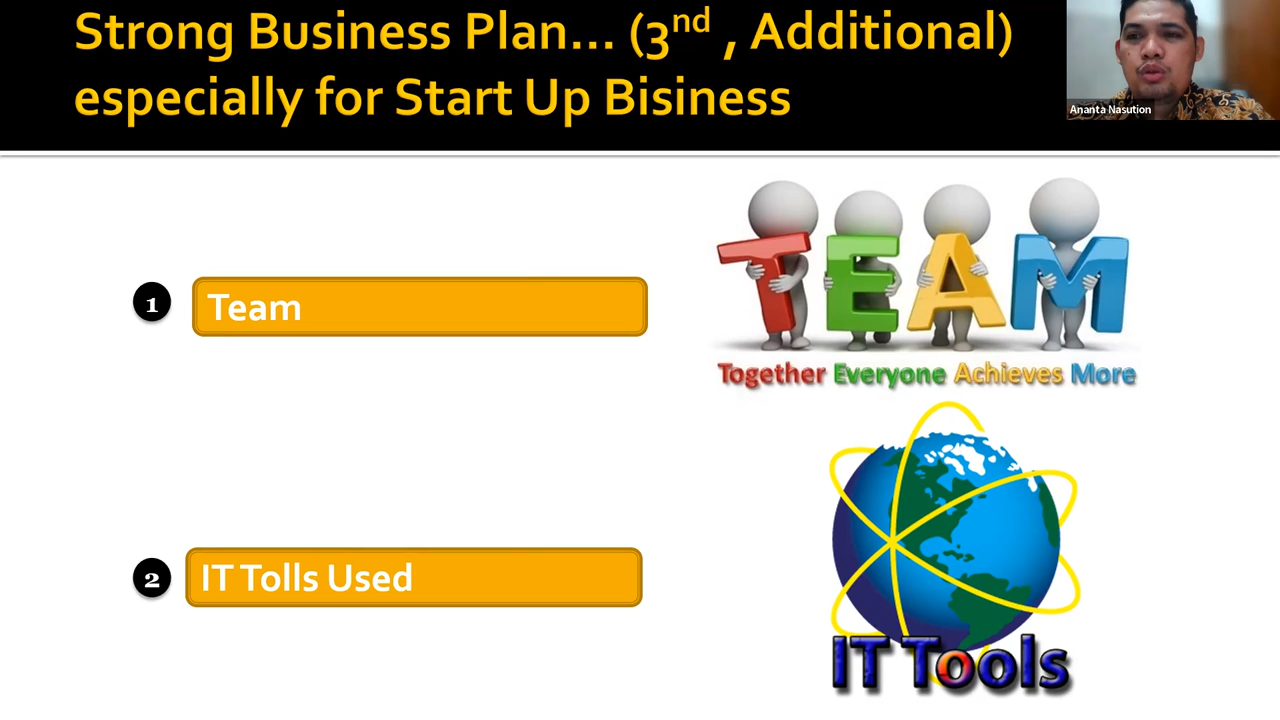 Strong Business Plan... (3nd , Additional)
especially for Start Up Bisiness
Ananta Nasution
1 Team
TEAM
Together Everyone Achieves More
2 IT Tolls Used
IT Tools